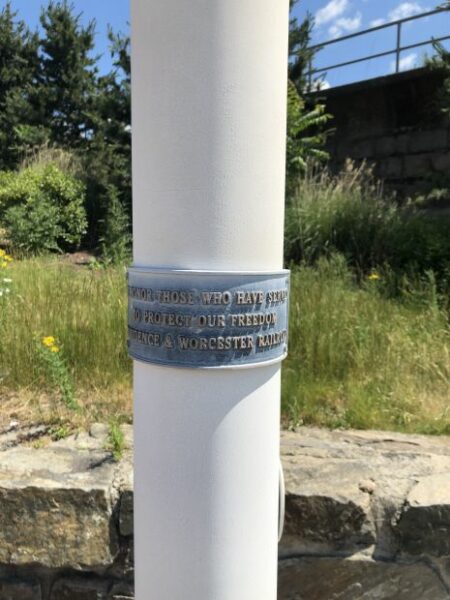 THOSE WHO HAVE
TO PROTECT OUR FREEDOM
& WORCESTER